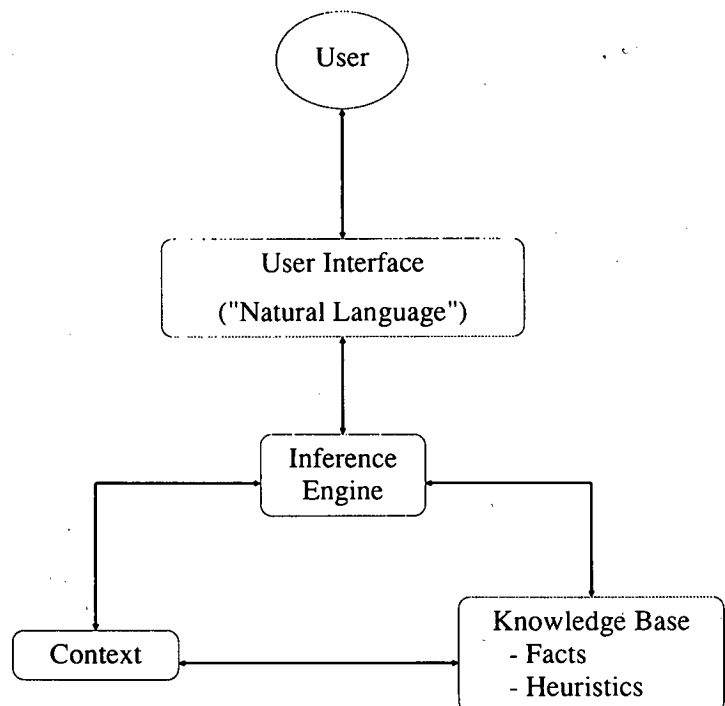 User
User Interface
("Natural Language")
Inference
Engine
Context
Knowledge Base
- Facts
- Heuristics